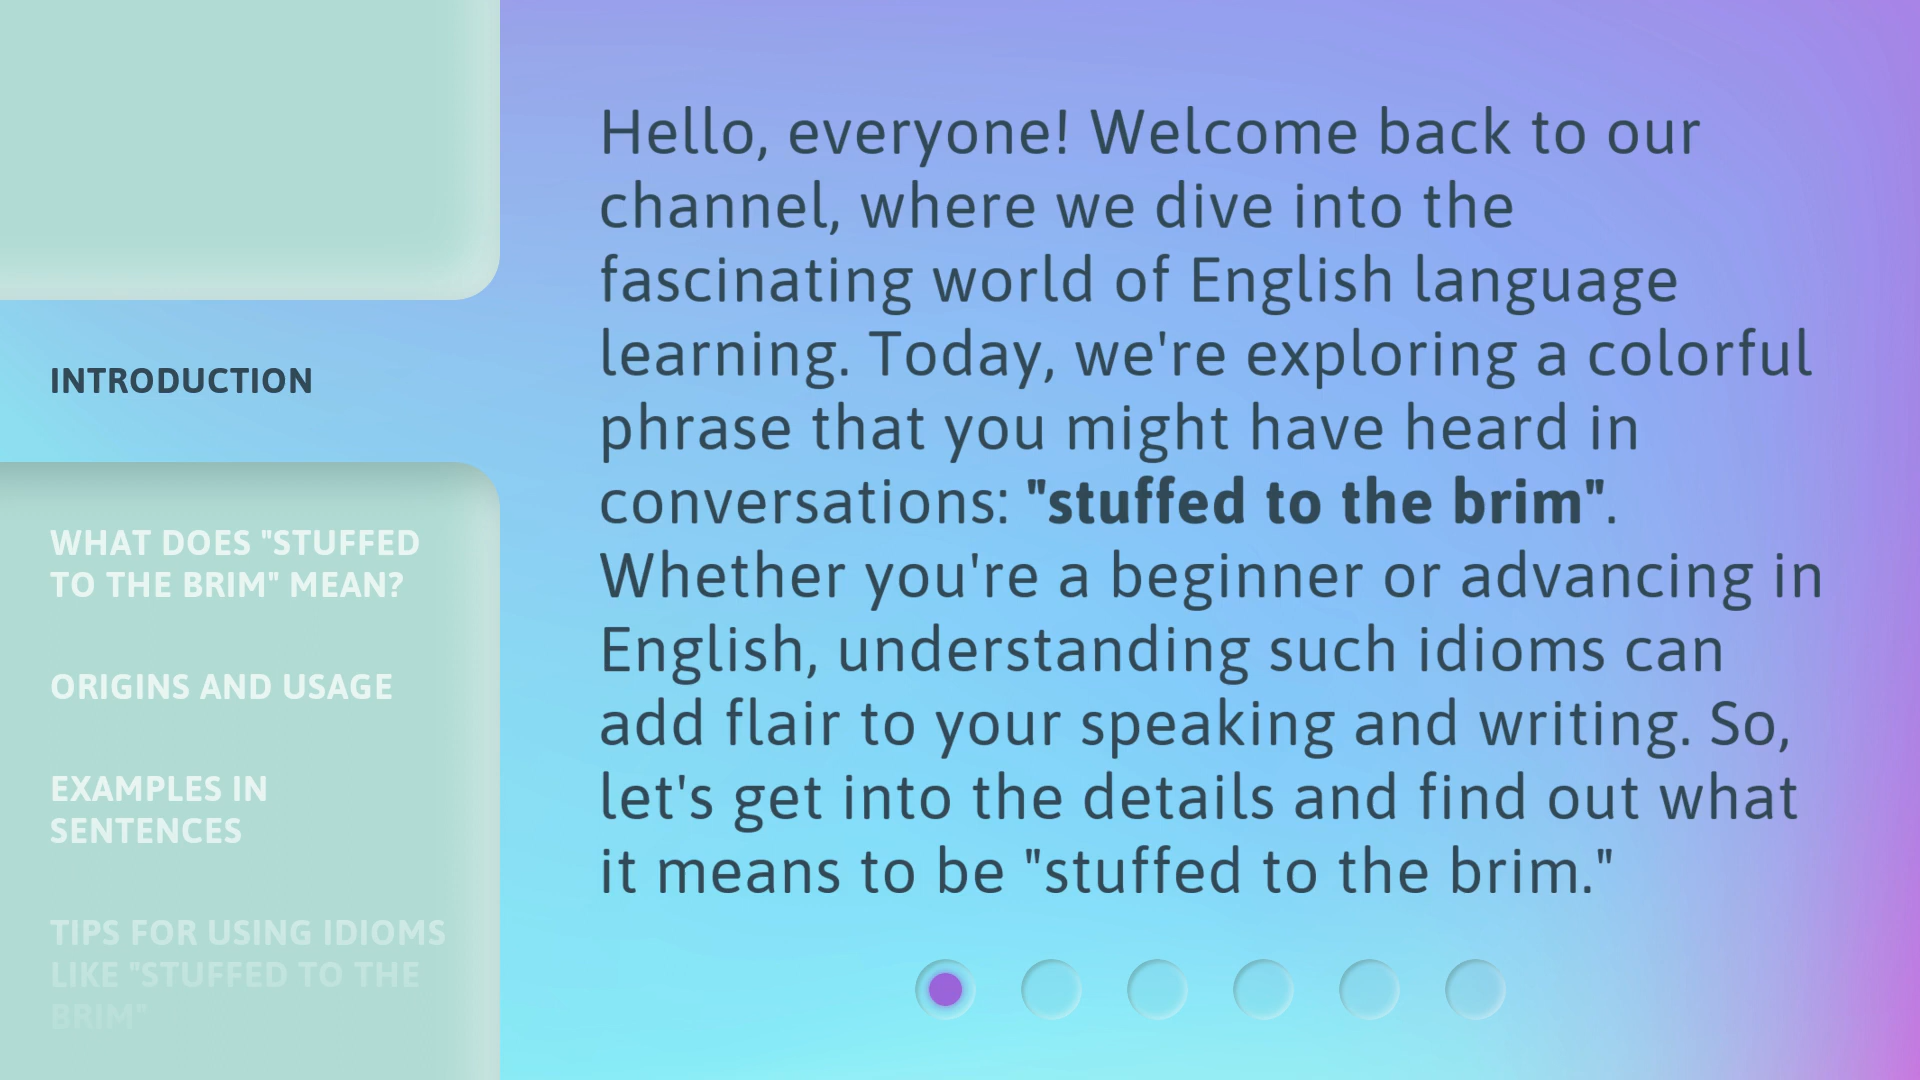 INTRODUCTION
WHAT DOES "STUFFED
TO THE BRIM" MEAN?
ORIGINS AND USAGE
EXAMPLES IN
SENTENCES
TIPS FOR USING IDIOMS
LIKE "STUFFED TO THE
BRIM"
Hello, everyone! Welcome back to our
channel, where we dive into the
fascinating world of English language
learning. Today, we're exploring a colorful
phrase that you might have heard in
conversations: "stuffed to the brim".
Whether you're a beginner or advancing in
English, understanding such idioms can
add flair to your speaking and writing. So,
let's get into the details and find out what
it means to be "stuffed to the brim."